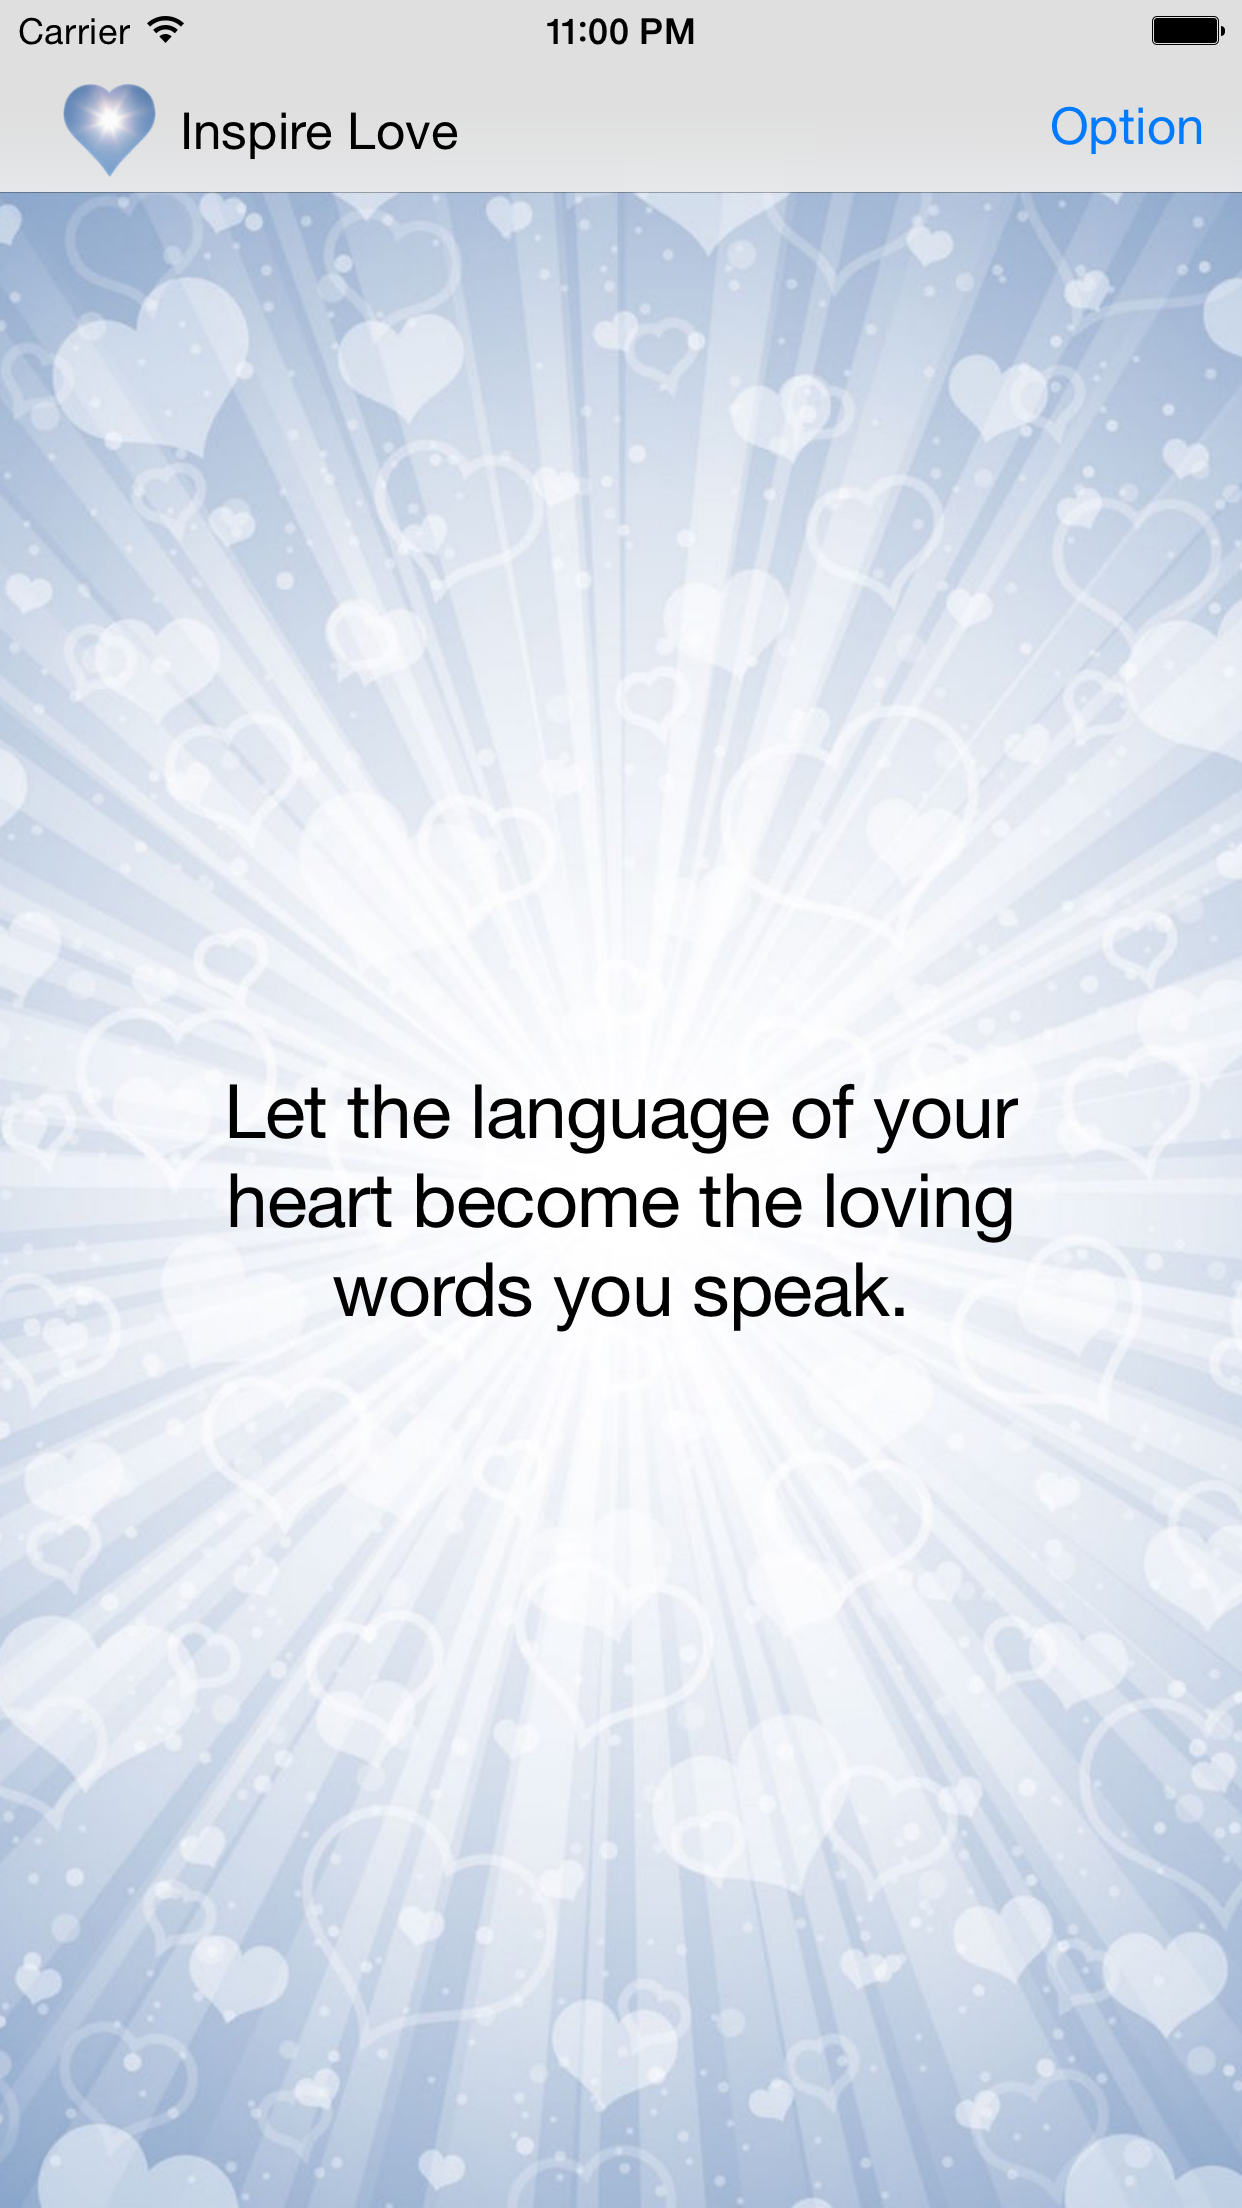 Carrier 11:00 PM
Inspire Love Option
Let the language of your
heart become the loving
words you speak.